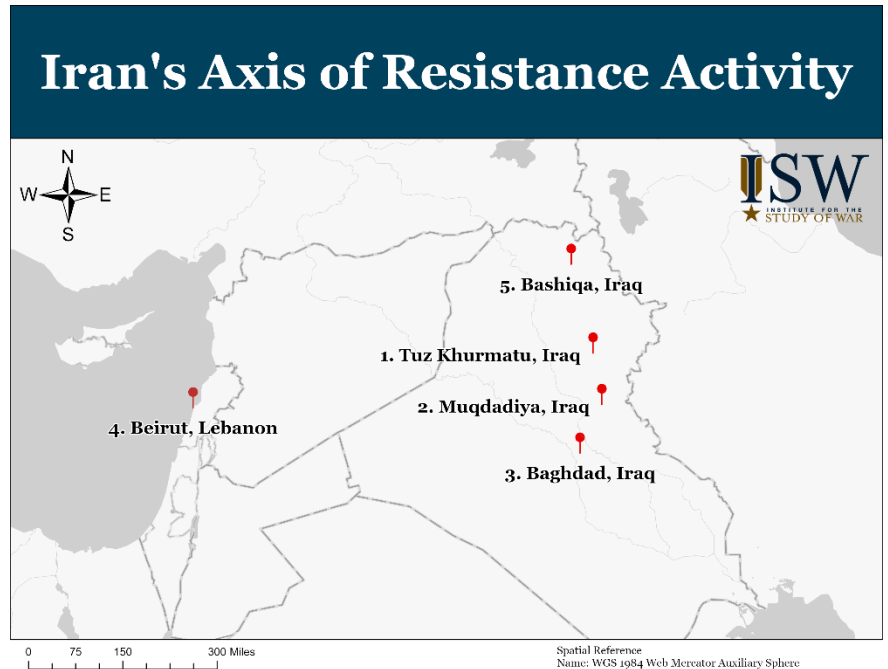 Iran's Axis of Resistance Activity
N
W E
S
ISW
INSTITUTE FOR THE
STUDY OF WAR
5. Bashiqa, Iraq
1. Tuz Khurmatu, Iraq
2. Muqdadiya, Iraq
4. Beirut, Lebanon
3. Baghdad, Iraq
0 75 150 300 Miles
Spatial Reference
Name: WGS 1984 Web Mercator Auxiliary Sphere